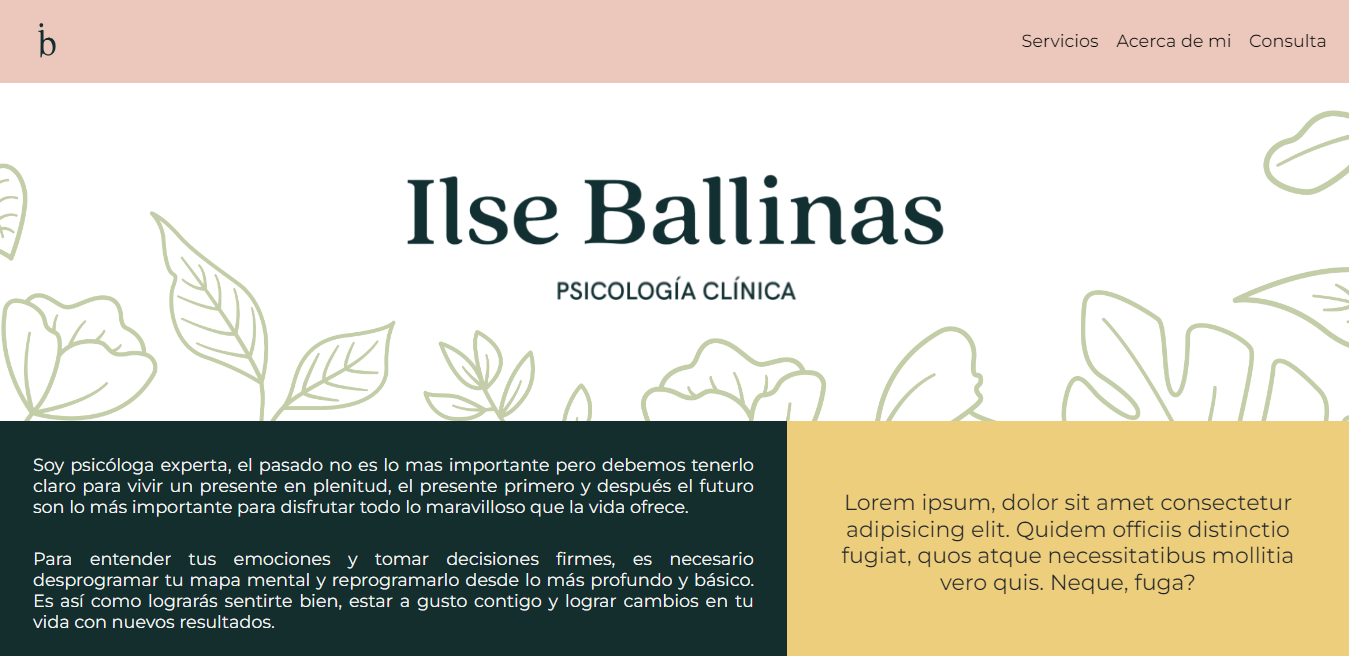 ib
Servicios Acerca de mi Consulta
Ilse Ballinas
PSICOLOGÍA CLÍNICA
Soy psicóloga experta, el pasado no es lo mas importante pero debemos tenerlo
claro para vivir un presente en plenitud, el presente primero y después el futuro
son lo más importante para disfrutar todo lo maravilloso que la vida ofrece.
Para entender tus emociones y tomar decisiones firmes, es necesario
desprogramar tu mapa mental y reprogramarlo desde lo más profundo y básico.
Es así como lograrás sentirte bien, estar a gusto contigo y lograr cambios en tu
vida con nuevos resultados.
Lorem ipsum, dolor sit amet consectetur
adipisicing elit. Quidem officiis distinctio
fugiat, quos atque necessitatibus mollitia
vero quis. Neque, fuga?